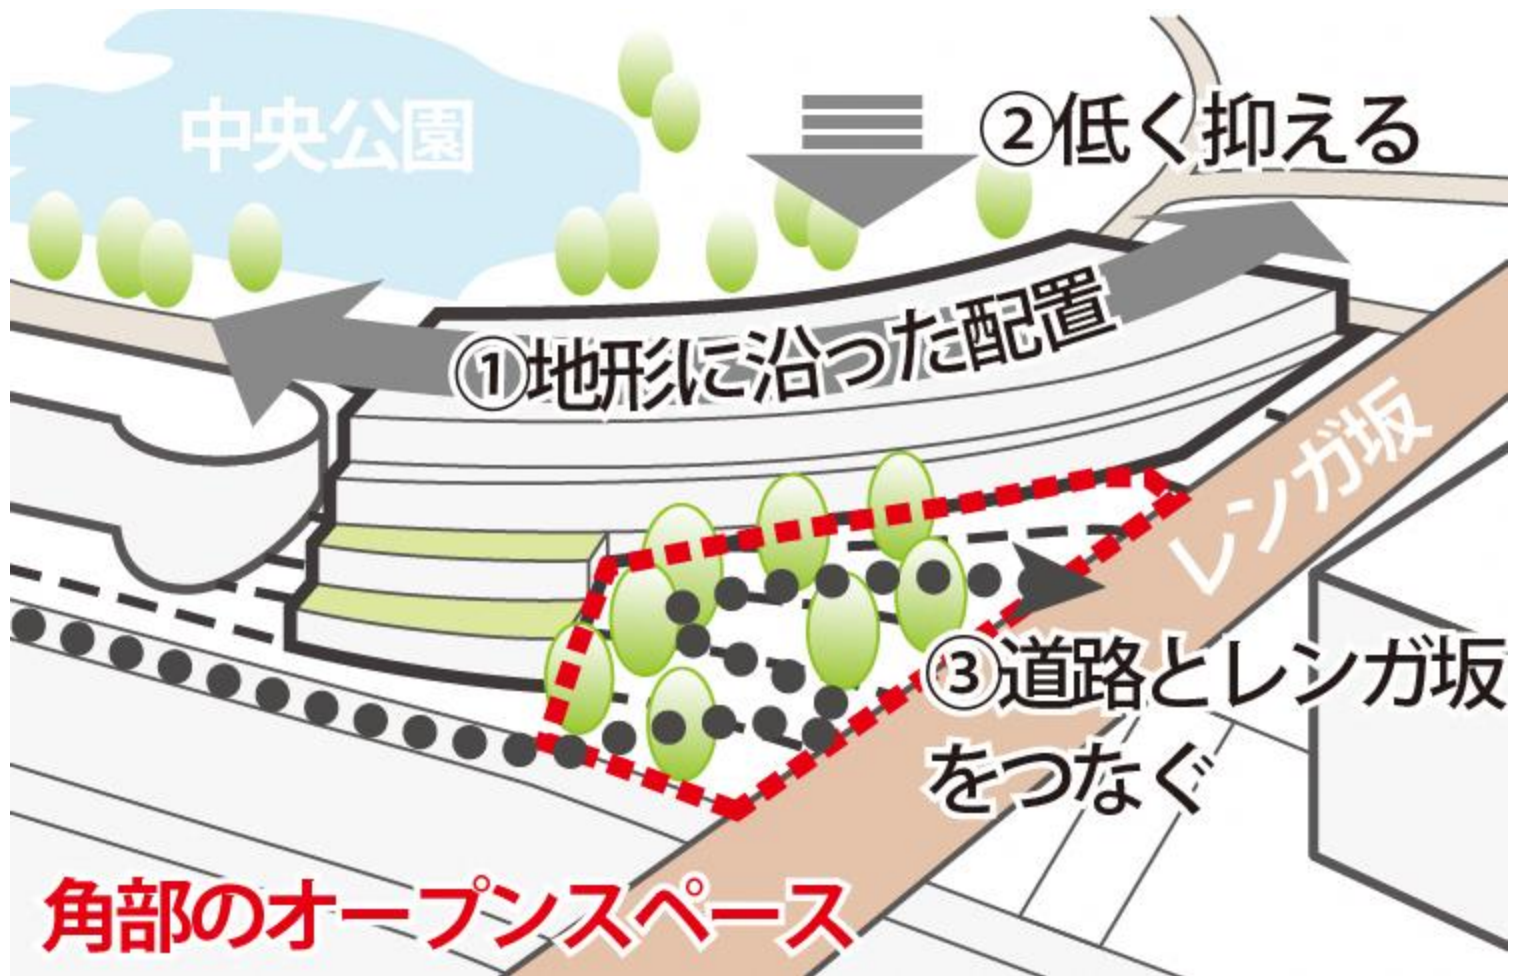 中央公園
②低く抑える
①地形に沿った配置
レンガ坂
③道路とレンガ坂
をつなぐ
角部のオープンスペース